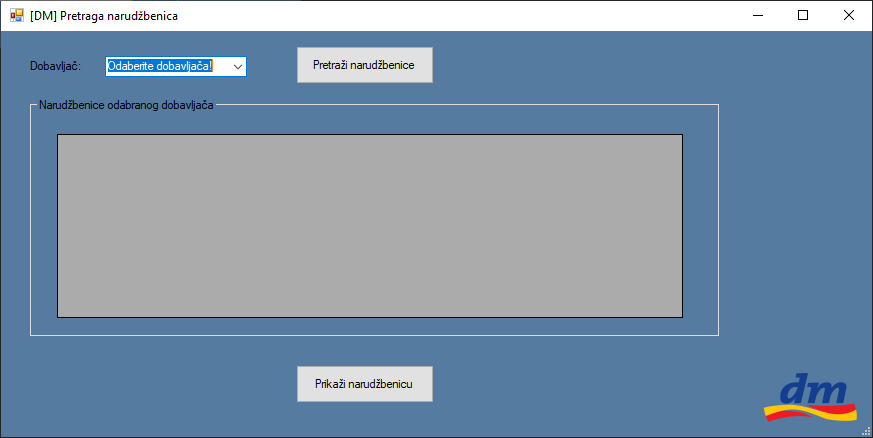 [DM] Pretraga narudžbenica
Dobavljač:
Odaberite dobavljača!
Pretraži narudžbenice
Narudžbenice odabranog dobavljača
Prikaži narudžbenicu
dm